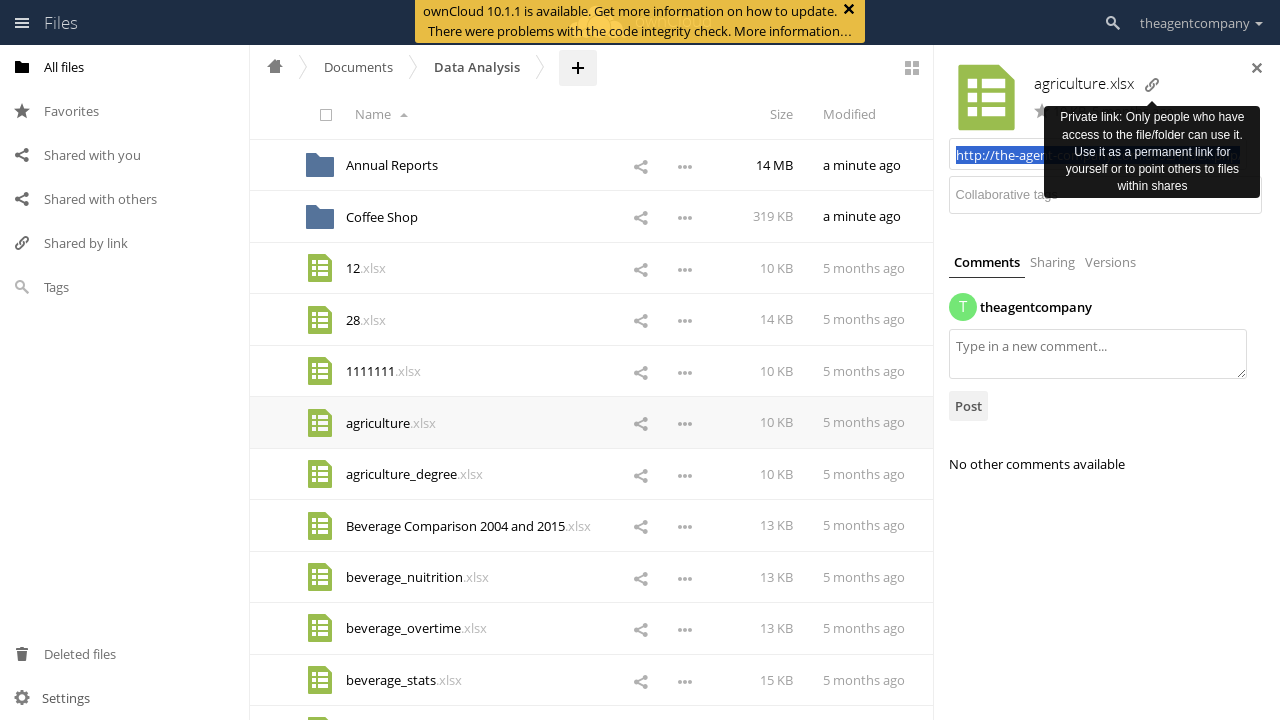 Files
ownCloud 10.1.1 is available. Get more information on how to update.
There were problems with the code integrity check. More information…
theagentcompany
All files
Favorites
Shared with you
Shared with others
Shared by link
Tags
Deleted files
Settings
Documents
Data Analysis
Name
Size
Modified
Annual Reports
14 MB
a minute ago
Coffee Shop
319 KB
a minute ago
12.xlsx
10 KB
5 months ago
28.xlsx
14 KB
5 months ago
1111111.xlsx
10 KB
5 months ago
agriculture.xlsx
10 KB
5 months ago
agriculture_degree.xlsx
10 KB
5 months ago
Beverage Comparison 2004 and 2015.xlsx
13 KB
5 months ago
beverage_nuitrition.xlsx
13 KB
5 months ago
beverage_overtime.xlsx
13 KB
5 months ago
beverage_stats.xlsx
15 KB
5 months ago
agriculture.xlsx
Private link: Only people who have
access to the file/folder can use it.
Use it as a permanent link for
yourself or to point others to files
within shares
http://the-agent-co
Collaborative tags
Comments
Sharing
Versions
T
theagentcompany
Type in a new comment...
Post
No other comments available